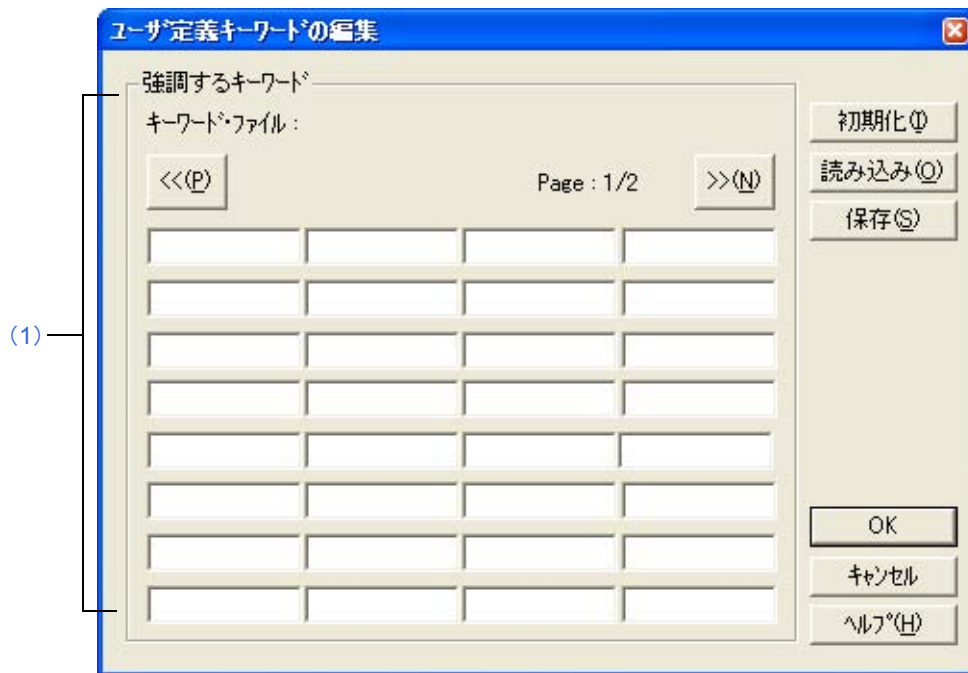 ユーザ定義キーワードの編集
強調するキーワード
キーワード・ファイル :
<<(P)
Page : 1/2
>>(N)
初期化(I)
読み込み(O)
保存(S)
(1)
OK
キャンセル
ヘルプ(H)